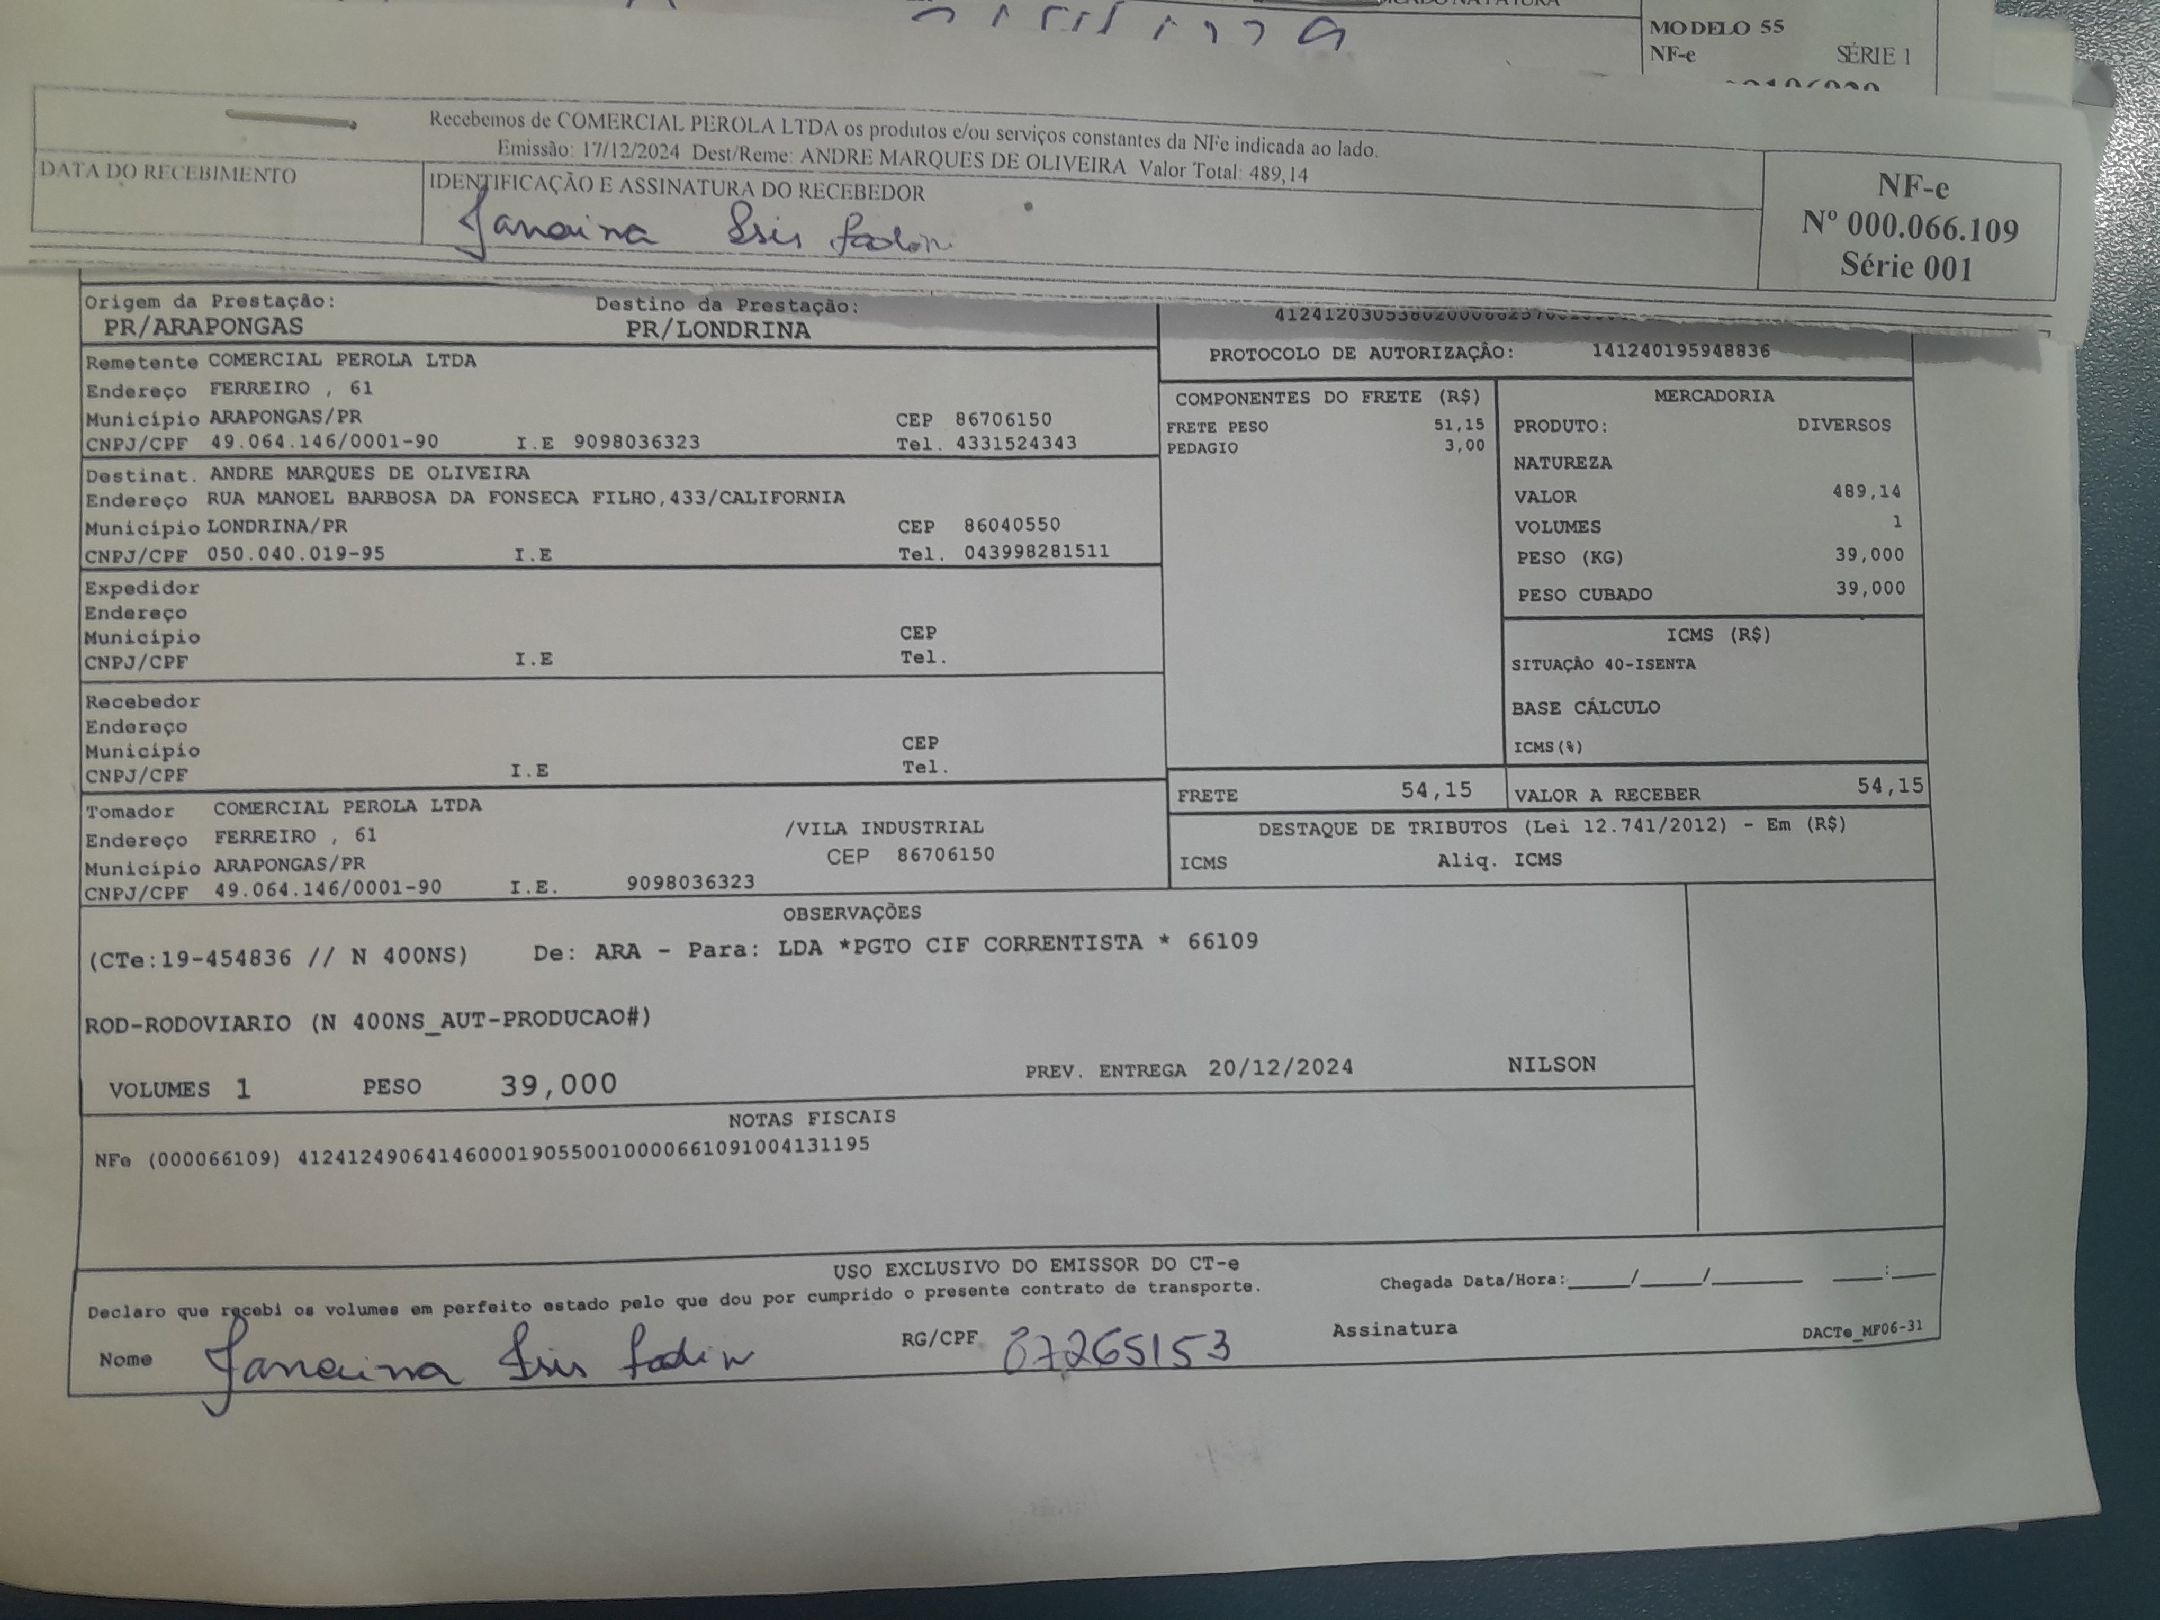 MODELO 55
NF-e SÉRIE 1
Recebemos de COMERCIAL PEROLA LTDA os produtos e/ou serviços constantes da NFe indicada ao lado.
Emissão: 17/12/2024 Dest/Reme: ANDRE MARQUES DE OLIVEIRA Valor Total: 489,14
DATA DO RECEBIMENTO
IDENTIFICAÇÃO E ASSINATURA DO RECEBEDOR
Janaina Isis
NF-e
Nº 000.066.109
Série 001
Origem da Prestação: Destino da Prestação:
PR/ARAPONGAS PR/LONDRINA
PROTOCOLO DE AUTORIZAÇÃO: 141240195948836
Remetente COMERCIAL PEROLA LTDA
Endereço FERREIRO , 61
Município ARAPONGAS/PR CEP 86706150
CNPJ/CPF 49.064.146/0001-90 I.E 9098036323 Tel. 4331524343
Destinat. ANDRE MARQUES DE OLIVEIRA
Endereço RUA MANOEL BARBOSA DA FONSECA FILHO,433/CALIFORNIA
Município LONDRINA/PR CEP 86040550
CNPJ/CPF 050.040.019-95 I.E Tel. 043998281511
Expedidor
Endereço
Município CEP
CNPJ/CPF I.E Tel.
Recebedor
Endereço
Município CEP
CNPJ/CPF I.E Tel.
Tomador COMERCIAL PEROLA LTDA
Endereço FERREIRO , 61 /VILA INDUSTRIAL
Município ARAPONGAS/PR CEP 86706150
CNPJ/CPF 49.064.146/0001-90 I.E. 9098036323
COMPONENTES DO FRETE (R$)
FRETE PESO 51,15
PEDAGIO 3,00
MERCADORIA
PRODUTO: DIVERSOS
NATUREZA
VALOR 489,14
VOLUMES 1
PESO (KG) 39,000
PESO CUBADO 39,000
ICMS (R$)
SITUAÇÃO 40-ISENTA
BASE CÁLCULO
ICMS(%)
FRETE 54,15 VALOR A RECEBER 54,15
DESTAQUE DE TRIBUTOS (Lei 12.741/2012) - Em (R$)
ICMS Aliq. ICMS
OBSERVAÇÕES
(CTe:19-454836 // N 400NS) De: ARA - Para: LDA *PGTO CIF CORRENTISTA * 66109
ROD-RODOVIARIO (N 400NS_AUT-PRODUCAO#)
VOLUMES 1 PESO 39,000 PREV. ENTREGA 20/12/2024 NILSON
NOTAS FISCAIS
NFe (000066109) 41241249064146000190550010000661091004131195
USO EXCLUSIVO DO EMISSOR DO CT-e
Declaro que recebi os volumes em perfeito estado pelo que dou por cumprido o presente contrato de transporte.
Chegada Data/Hora:____/____/______ ___:___
Nome Janaina Isis RG/CPF 87265153 Assinatura
DACTe_MF06-31